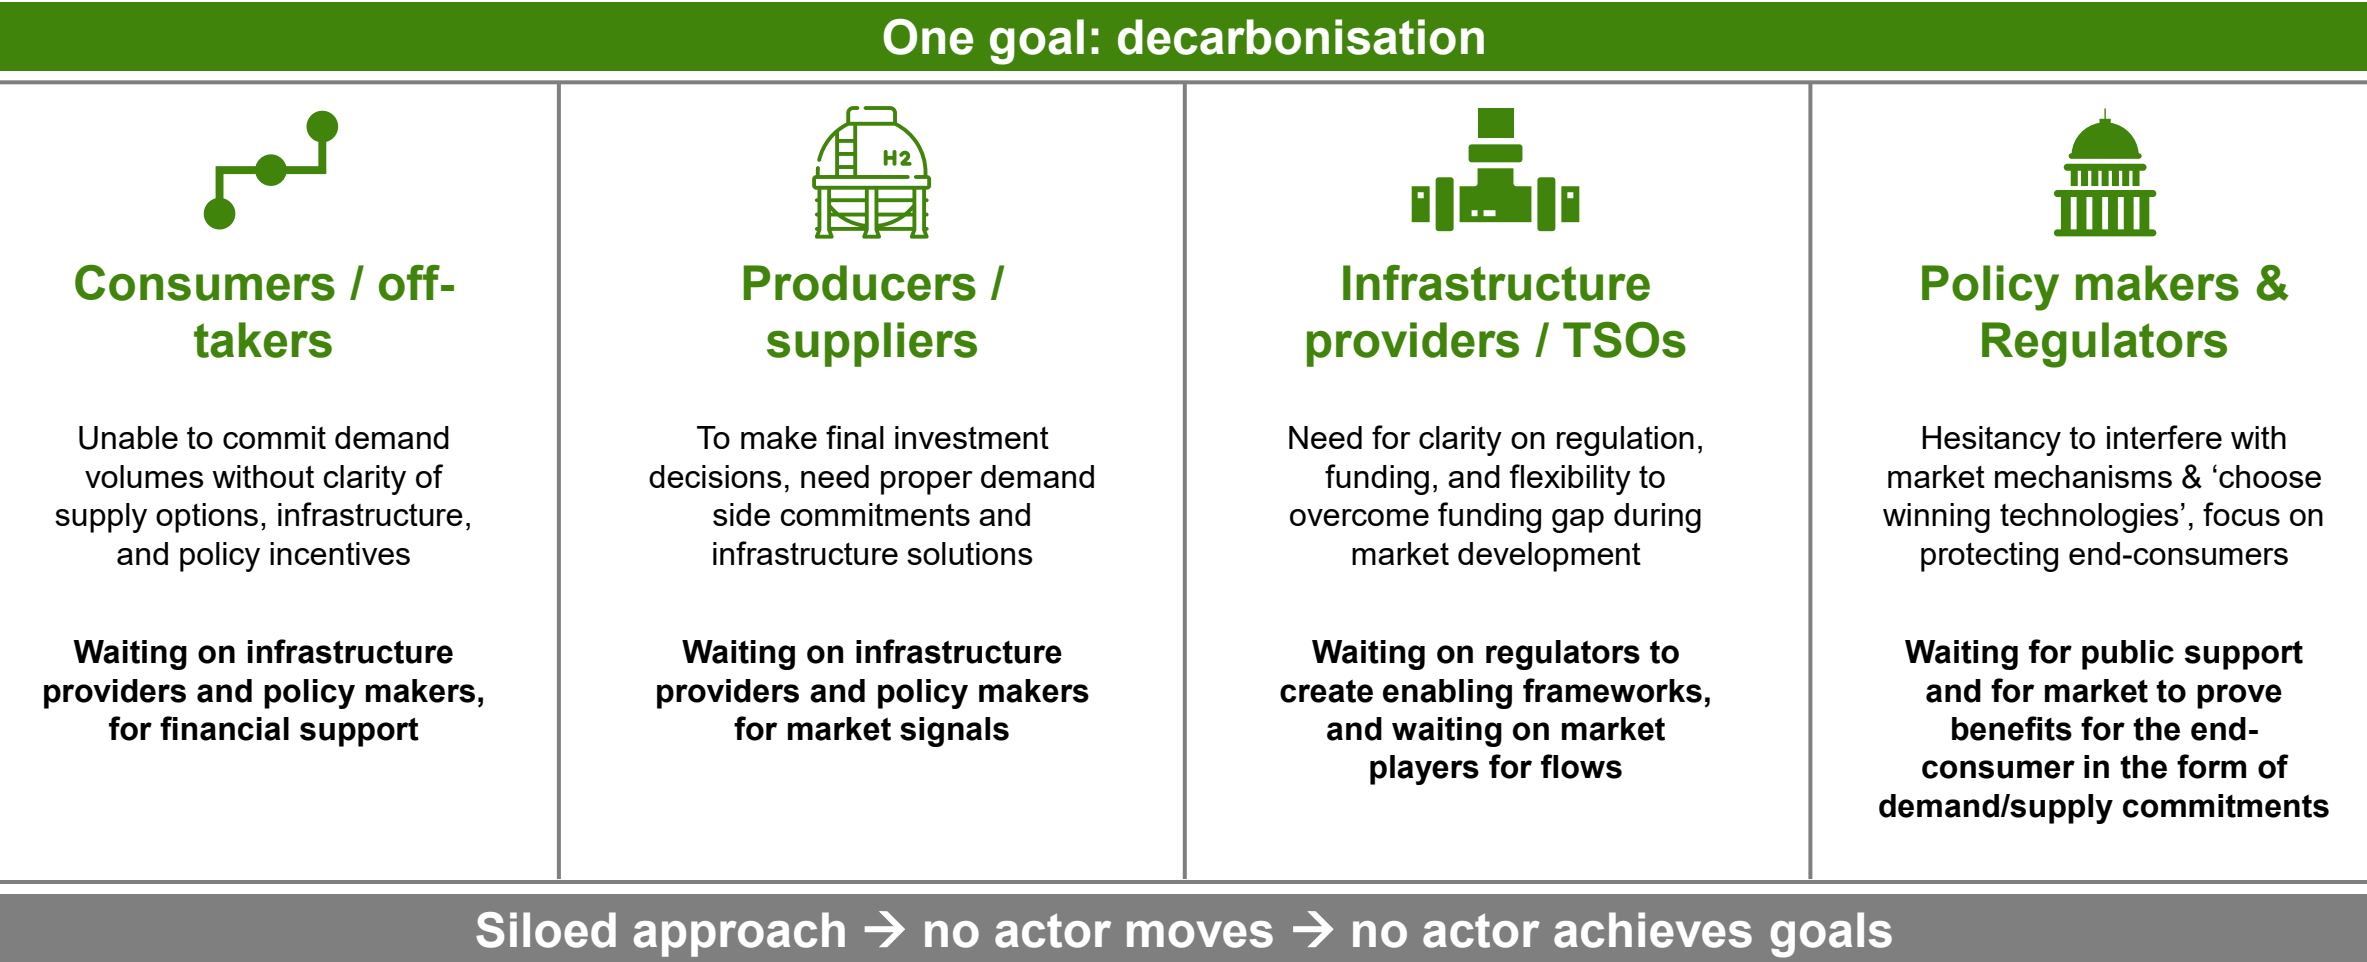 One goal: decarbonisation
H2
Consumers / off-
takers
Unable to commit demand
volumes without clarity of
supply options, infrastructure,
and policy incentives
Waiting on infrastructure
providers and policy makers,
for financial support
Producers /
suppliers
To make final investment
decisions, need proper demand
side commitments and
infrastructure solutions
Waiting on infrastructure
providers and policy makers
for market signals
Infrastructure
providers / TSOs
Need for clarity on regulation,
funding, and flexibility to
overcome funding gap during
market development
Waiting on regulators to
create enabling frameworks,
and waiting on market
players for flows
Policy makers &
Regulators
Hesitancy to interfere with
market mechanisms & ‘choose
winning technologies’, focus on
protecting end-consumers
Waiting for public support
and for market to prove
benefits for the end-
consumer in the form of
demand/supply commitments
Siloed approach → no actor moves → no actor achieves goals